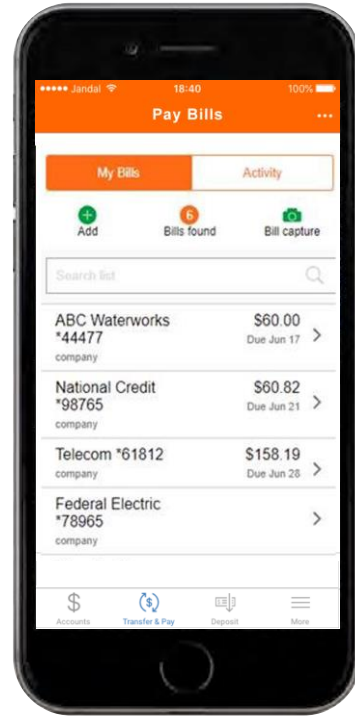 Jandal 18:40 100%
Pay Bills
My Bills Activity
6
Add Bills found Bill capture
Search list
ABC Waterworks $60.00
*44477 Due Jun 17
company
National Credit $60.82
*98765 Due Jun 21
company
Telecom *61812 $158.19
company Due Jun 28
Federal Electric
*78965
company
Accounts Transfer & Pay Deposit More